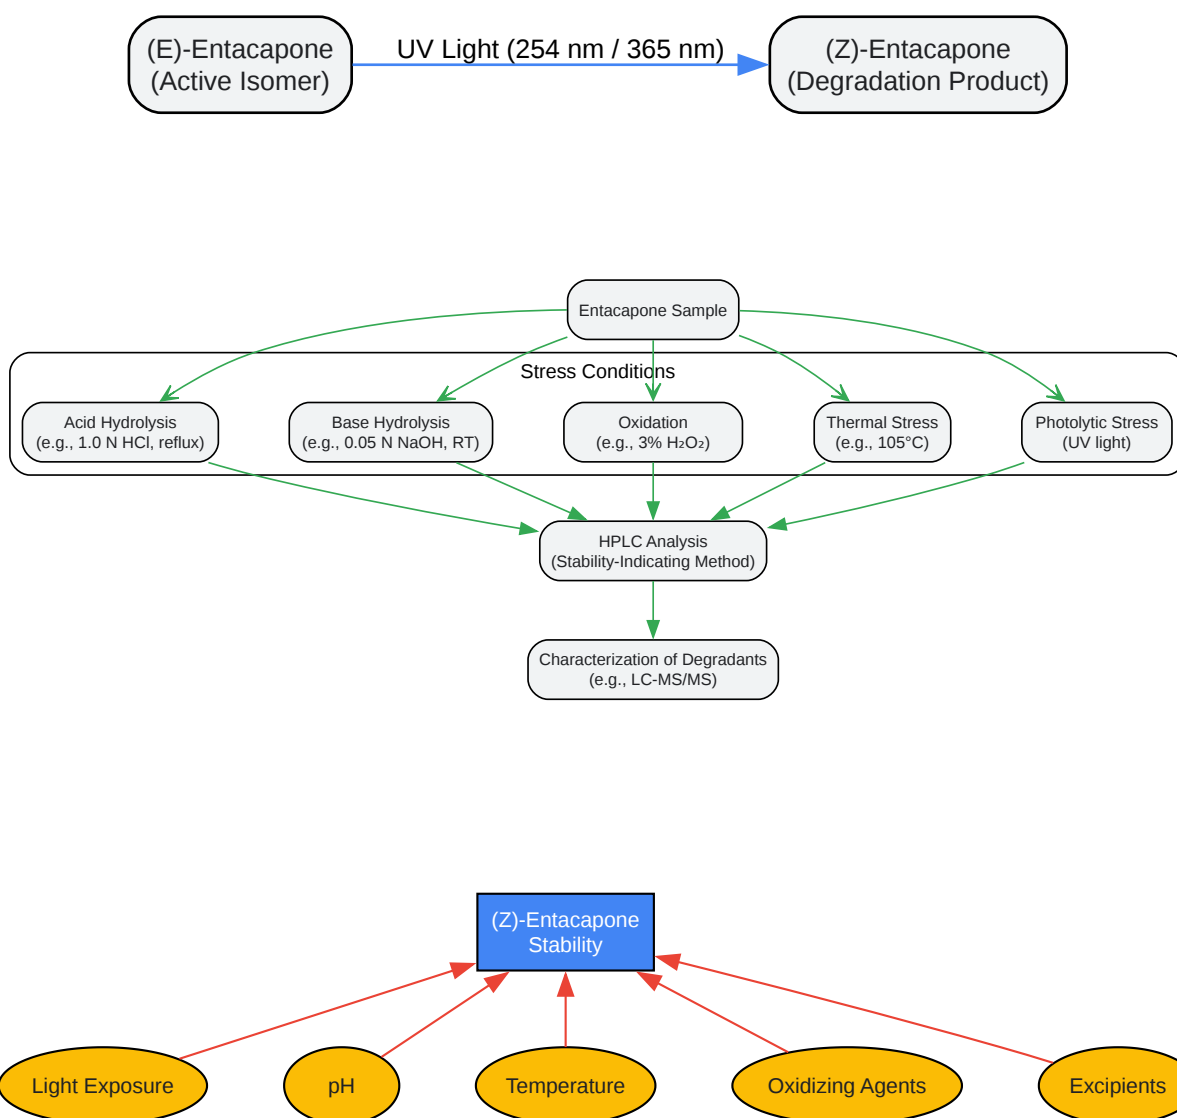 (E)-Entacapone
(Active Isomer)
UV Light (254 nm / 365 nm)
(Z)-Entacapone
(Degradation Product)
Entacapone Sample
Stress Conditions
Acid Hydrolysis
(e.g., 1.0 N HCl, reflux)
Base Hydrolysis
(e.g., 0.05 N NaOH, RT)
Oxidation
(e.g., 3% H₂O₂)
Thermal Stress
(e.g., 105°C)
Photolytic Stress
(UV light)
HPLC Analysis
(Stability-Indicating Method)
Characterization of Degradants
(e.g., LC-MS/MS)
(Z)-Entacapone
Stability
Light Exposure
pH
Temperature
Oxidizing Agents
Excipients